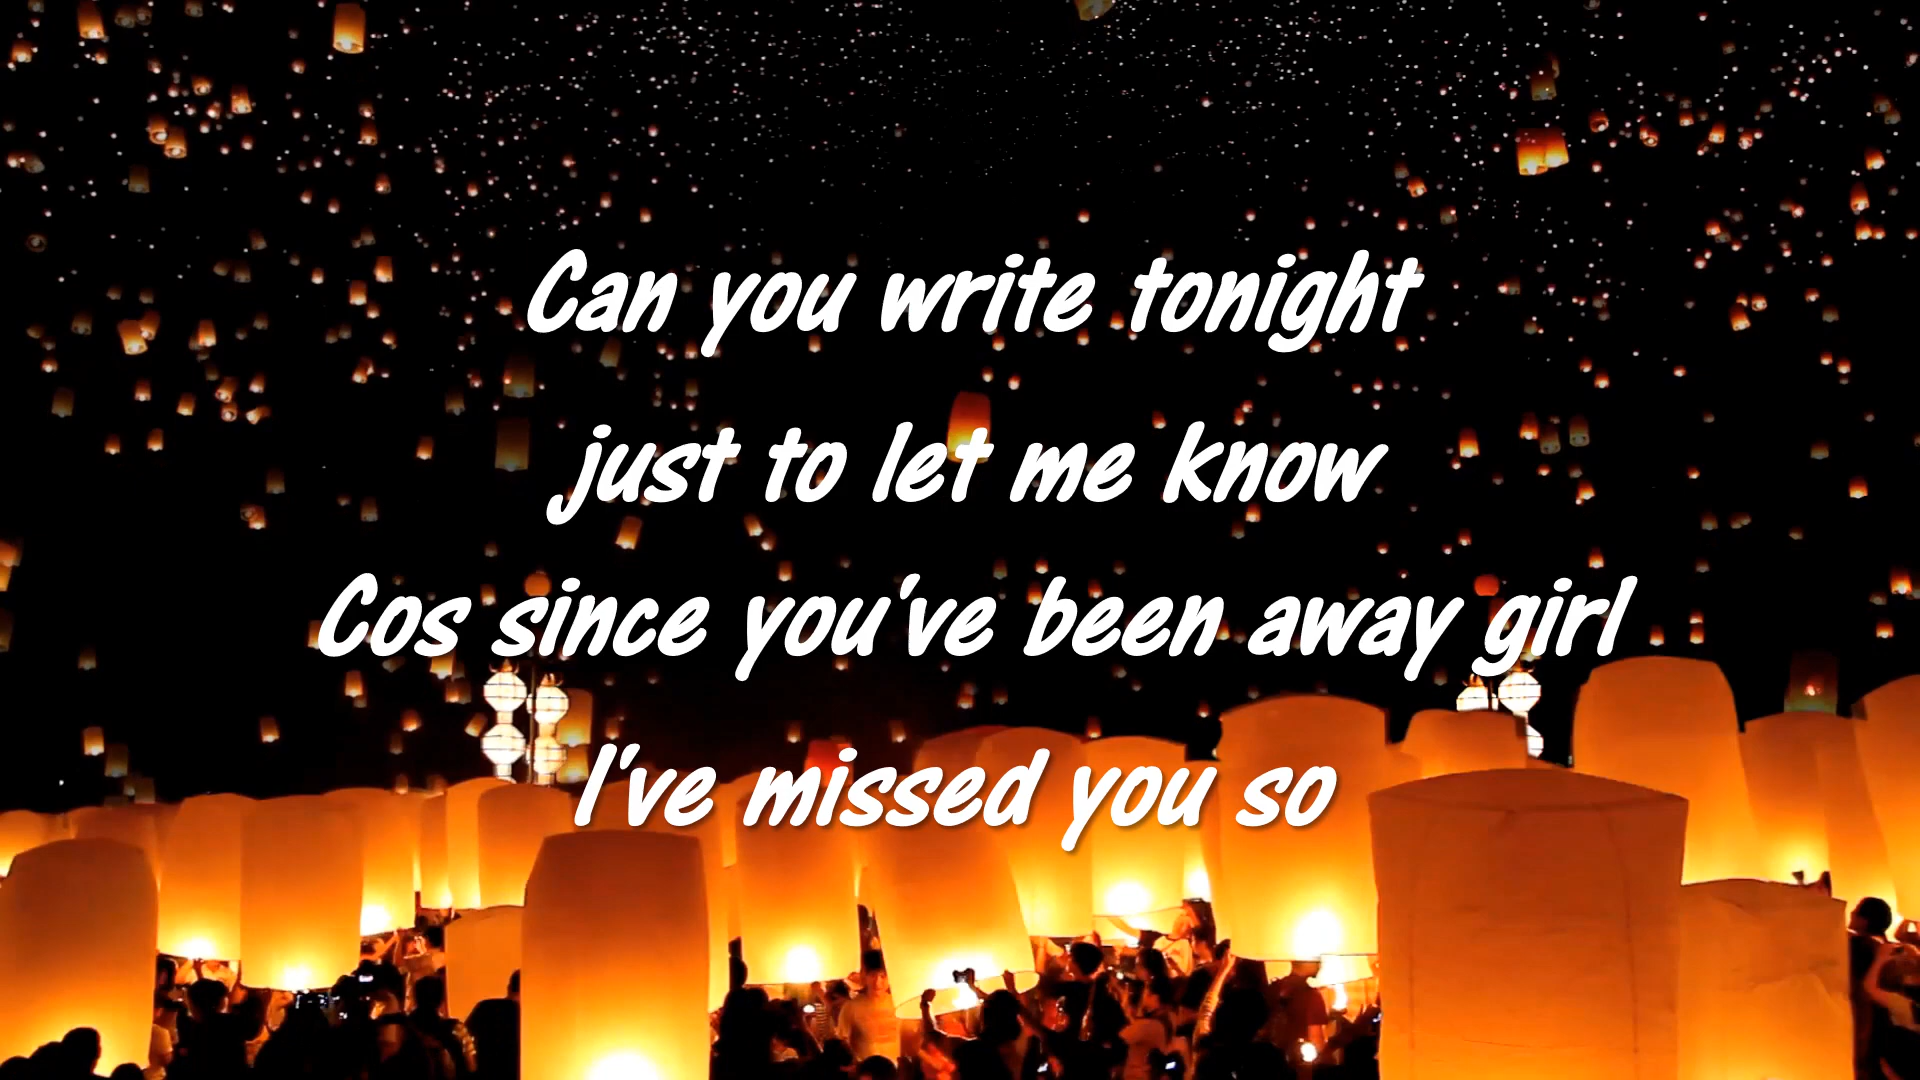 Can you write tonight
just to let me know
Cos since you've been away girl
I've missed you so